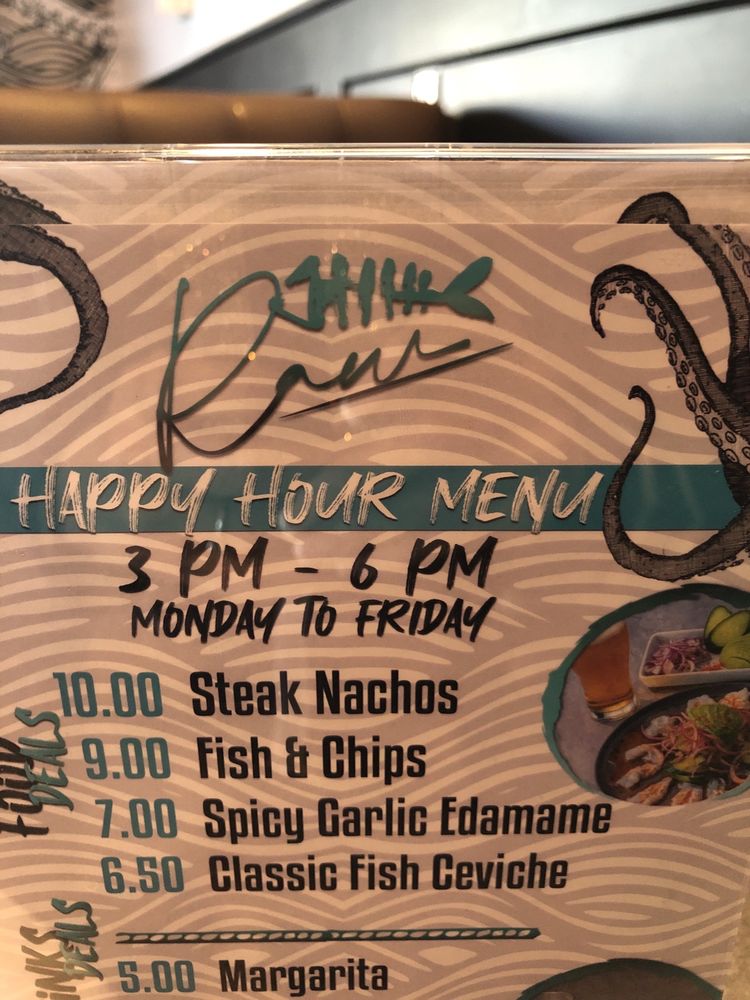 Raw
HAPPY HOUR MENU
3 PM - 6 PM
MONDAY TO FRIDAY
FOOD DEALS
10.00 Steak Nachos
9.00 Fish & Chips
7.00 Spicy Garlic Edamame
6.50 Classic Fish Ceviche
DEALS
5.00 Margarita